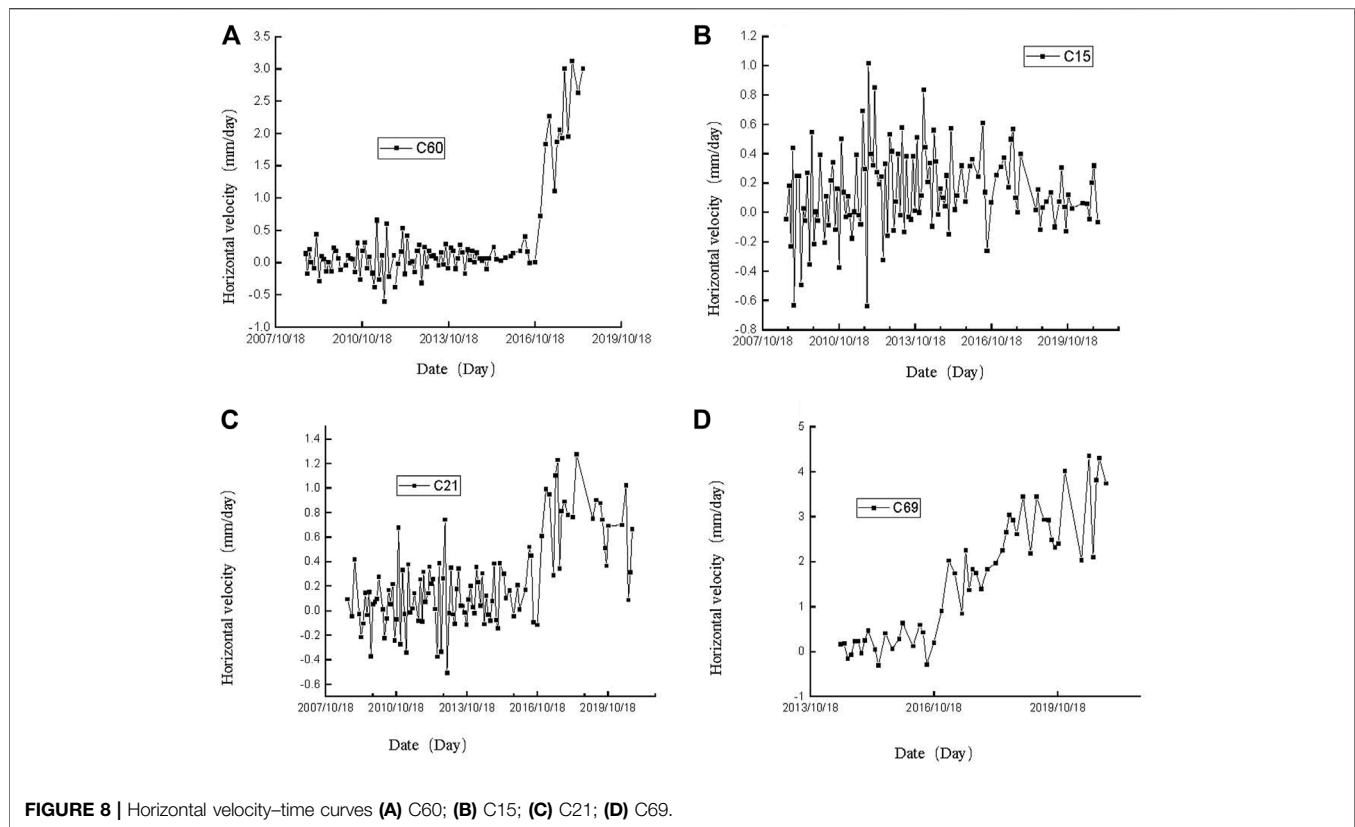 A
3.5
3.0
2.5
2.0
1.5
1.0
0.5
0.0
-0.5
-1.0
Horizontal velocity (mm/day)
C60
2007/10/18 2010/10/18 2013/10/18 2016/10/18 2019/10/18
Date (Day)
B
1.2
1.0
0.8
0.6
0.4
0.2
0.0
-0.2
-0.4
-0.6
-0.8
Horizontal velocity (mm/day)
C15
2007/10/18 2010/10/18 2013/10/18 2016/10/18 2019/10/18
Date (Day)
C
1.4
1.2
1.0
0.8
0.6
0.4
0.2
0.0
-0.2
-0.4
-0.6
Horizontal velocity (mm/day)
C21
2007/10/18 2010/10/18 2013/10/18 2016/10/18 2019/10/18
Date (Day)
D
5
4
3
2
1
0
-1
Horizontal velocity (mm/day)
C69
2013/10/18 2016/10/18 2019/10/18
Date (Day)
FIGURE 8 | Horizontal velocity–time curves (A) C60; (B) C15; (C) C21; (D) C69.